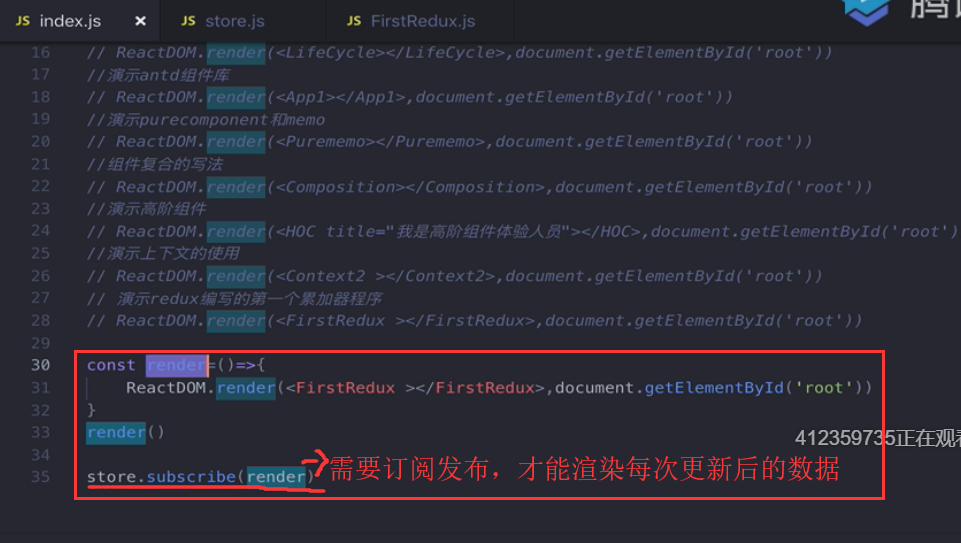 JS index.js × JS store.js JS FirstRedux.js
16 // ReactDOM.render(<LifeCycle></LifeCycle>,document.getElementById('root'))
17 //演示antd组件库
18 // ReactDOM.render(<App1></App1>,document.getElementById('root'))
19 //演示purecomponent和memo
20 // ReactDOM.render(<Purememo></Purememo>,document.getElementById('root'))
21 //组件复合的写法
22 // ReactDOM.render(<Composition></Composition>,document.getElementById('root'))
23 //演示高阶组件
24 // ReactDOM.render(<HOC title="我是高阶组件体验人员"></HOC>,document.getElementById('root')
25 //演示上下文的使用
26 // ReactDOM.render(<Context2 ></Context2>,document.getElementById('root'))
27 // 演示redux编写的第一个累加器程序
28 // ReactDOM.render(<FirstRedux ></FirstRedux>,document.getElementById('root'))
29
30 const render=()=>{
31 ReactDOM.render(<FirstRedux ></FirstRedux>,document.getElementById('root'))
32 }
33 render()
412359735正在观看
34
35 store.subscribe(render) 需要订阅发布，才能渲染每次更新后的数据